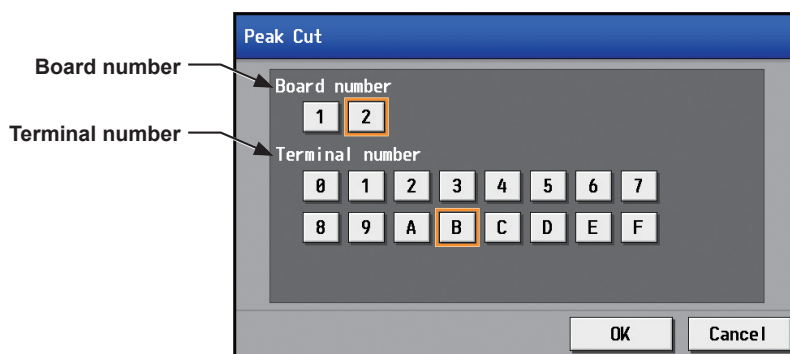 Peak Cut
Board number
Board number
1 2
Terminal number
Terminal number
0 1 2 3 4 5 6 7
8 9 A B C D E F
OK Cancel